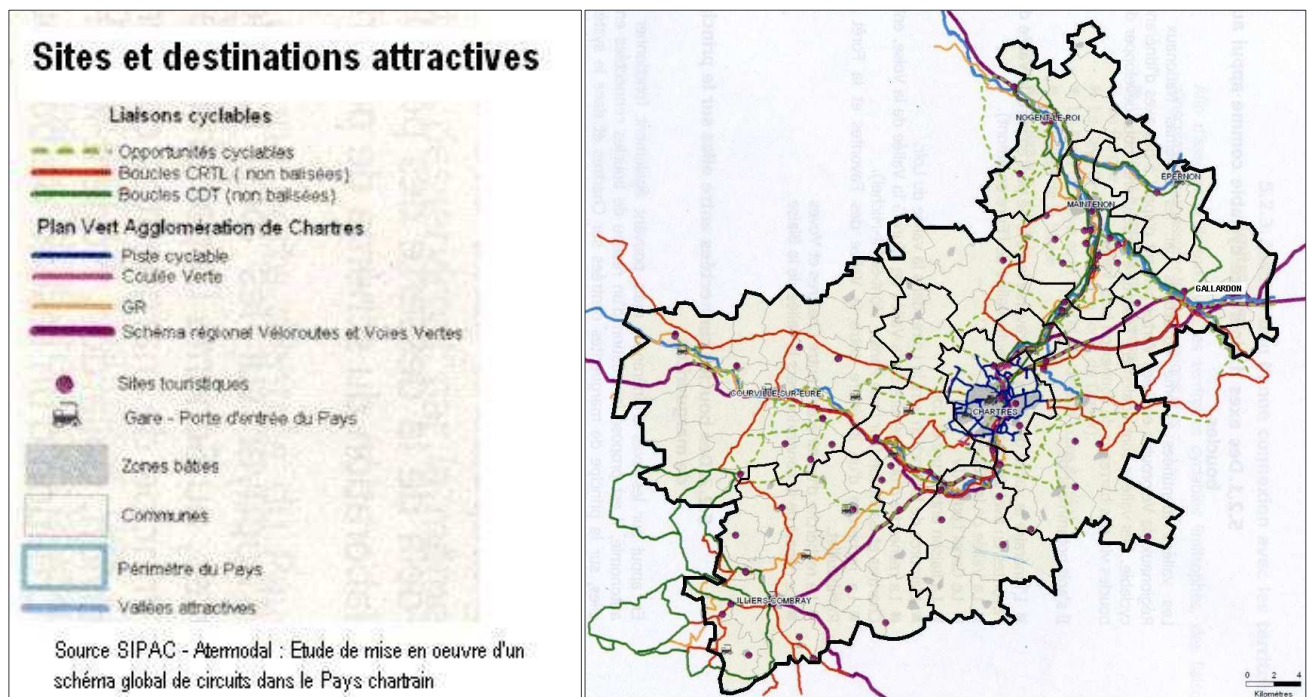 Sites et destinations attractives
Liaisons cyclables
Opportunités cyclables
Boucles CRTL ( non balisées)
Boucles CDT (non balisées)
Plan Vert Agglomération de Chartres
Piste cyclable
Coulée Verte
GR
Schéma régional Véloroutes et Voies Vertes
Sites touristiques
Gare - Porte d'entrée du Pays
Zones bâties
Communes
Périmètre du Pays
Vallées attractives
Source SIPAC - Atermodal : Etude de mise en oeuvre d'un
schéma global de circuits dans le Pays chartrain
NOGENT-LE-ROI
EPERNON
MAINTENON
GALLARDON
COURVILLE-SUR-EURE
CHARTRES
ILLIERS-COMBRAY
0 2 4
Kilomètres